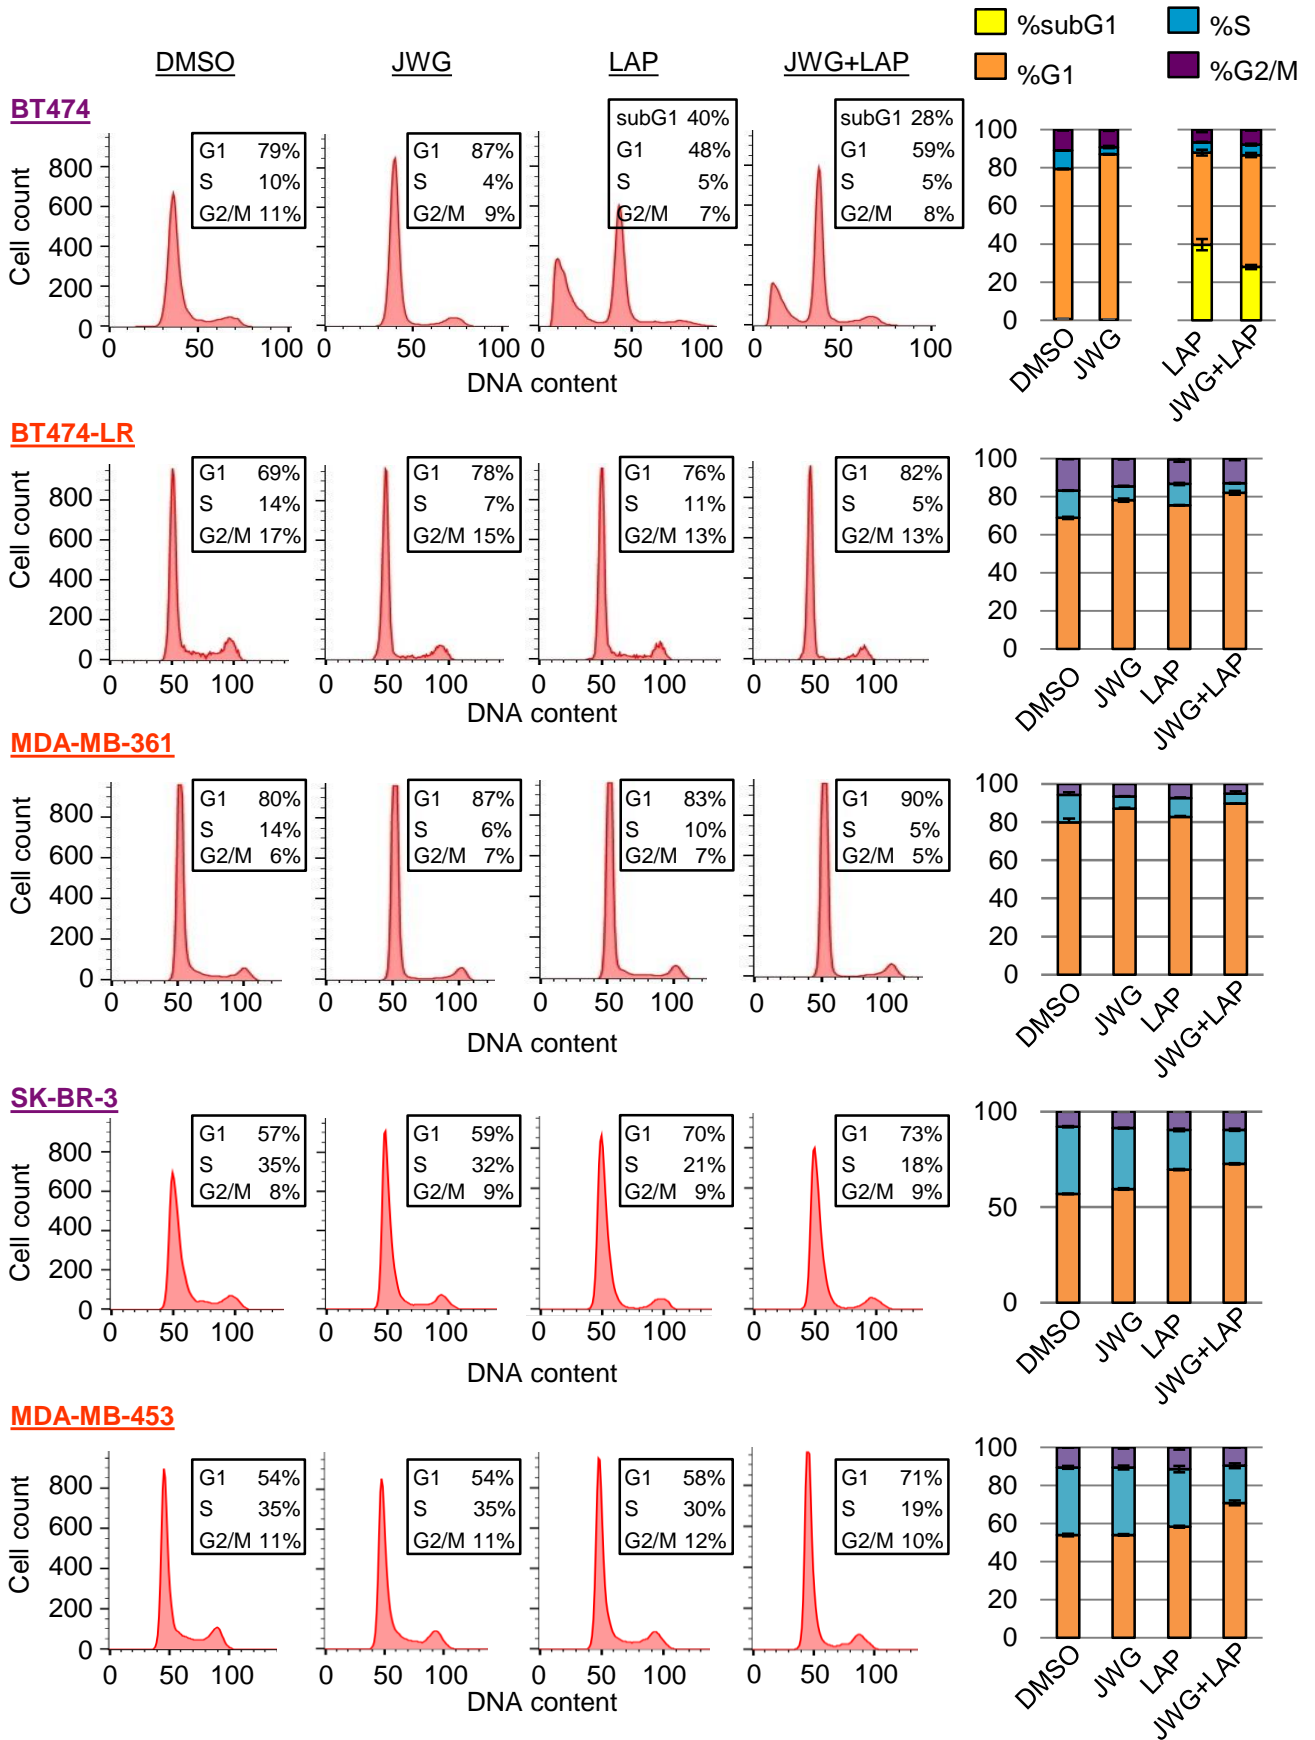 %subG1 %S
%G1 %G2/M
DMSO JWG LAP JWG+LAP
BT474
Cell count
800
600
400
200
0
G1 79%
S 10%
G2/M 11%
G1 87%
S 4%
G2/M 9%
subG1 40%
G1 48%
S 5%
G2/M 7%
subG1 28%
G1 59%
S 5%
G2/M 8%
0 50 100 0 50 100 0 50 100 0 50 100
DNA content
100
80
60
40
20
0
DMSO JWG LAP JWG+LAP
BT474-LR
Cell count
800
600
400
200
0
G1 69%
S 14%
G2/M 17%
G1 78%
S 7%
G2/M 15%
G1 76%
S 11%
G2/M 13%
G1 82%
S 5%
G2/M 13%
0 50 100 0 50 100 0 50 100 0 50 100
DNA content
100
80
60
40
20
0
DMSO JWG LAP JWG+LAP
MDA-MB-361
Cell count
800
600
400
200
0
G1 80%
S 14%
G2/M 6%
G1 87%
S 6%
G2/M 7%
G1 83%
S 10%
G2/M 7%
G1 90%
S 5%
G2/M 5%
0 50 100 0 50 100 0 50 100 0 50 100
DNA content
100
80
60
40
20
0
DMSO JWG LAP JWG+LAP
SK-BR-3
Cell count
800
600
400
200
0
G1 57%
S 35%
G2/M 8%
G1 59%
S 32%
G2/M 9%
G1 70%
S 21%
G2/M 9%
G1 73%
S 18%
G2/M 9%
0 50 100 0 50 100 0 50 100 0 50 100
DNA content
100
50
0
DMSO JWG LAP JWG+LAP
MDA-MB-453
Cell count
800
600
400
200
0
G1 54%
S 35%
G2/M 11%
G1 54%
S 35%
G2/M 11%
G1 58%
S 30%
G2/M 12%
G1 71%
S 19%
G2/M 10%
0 50 100 0 50 100 0 50 100 0 50 100
DNA content
100
80
60
40
20
0
DMSO JWG LAP JWG+LAP